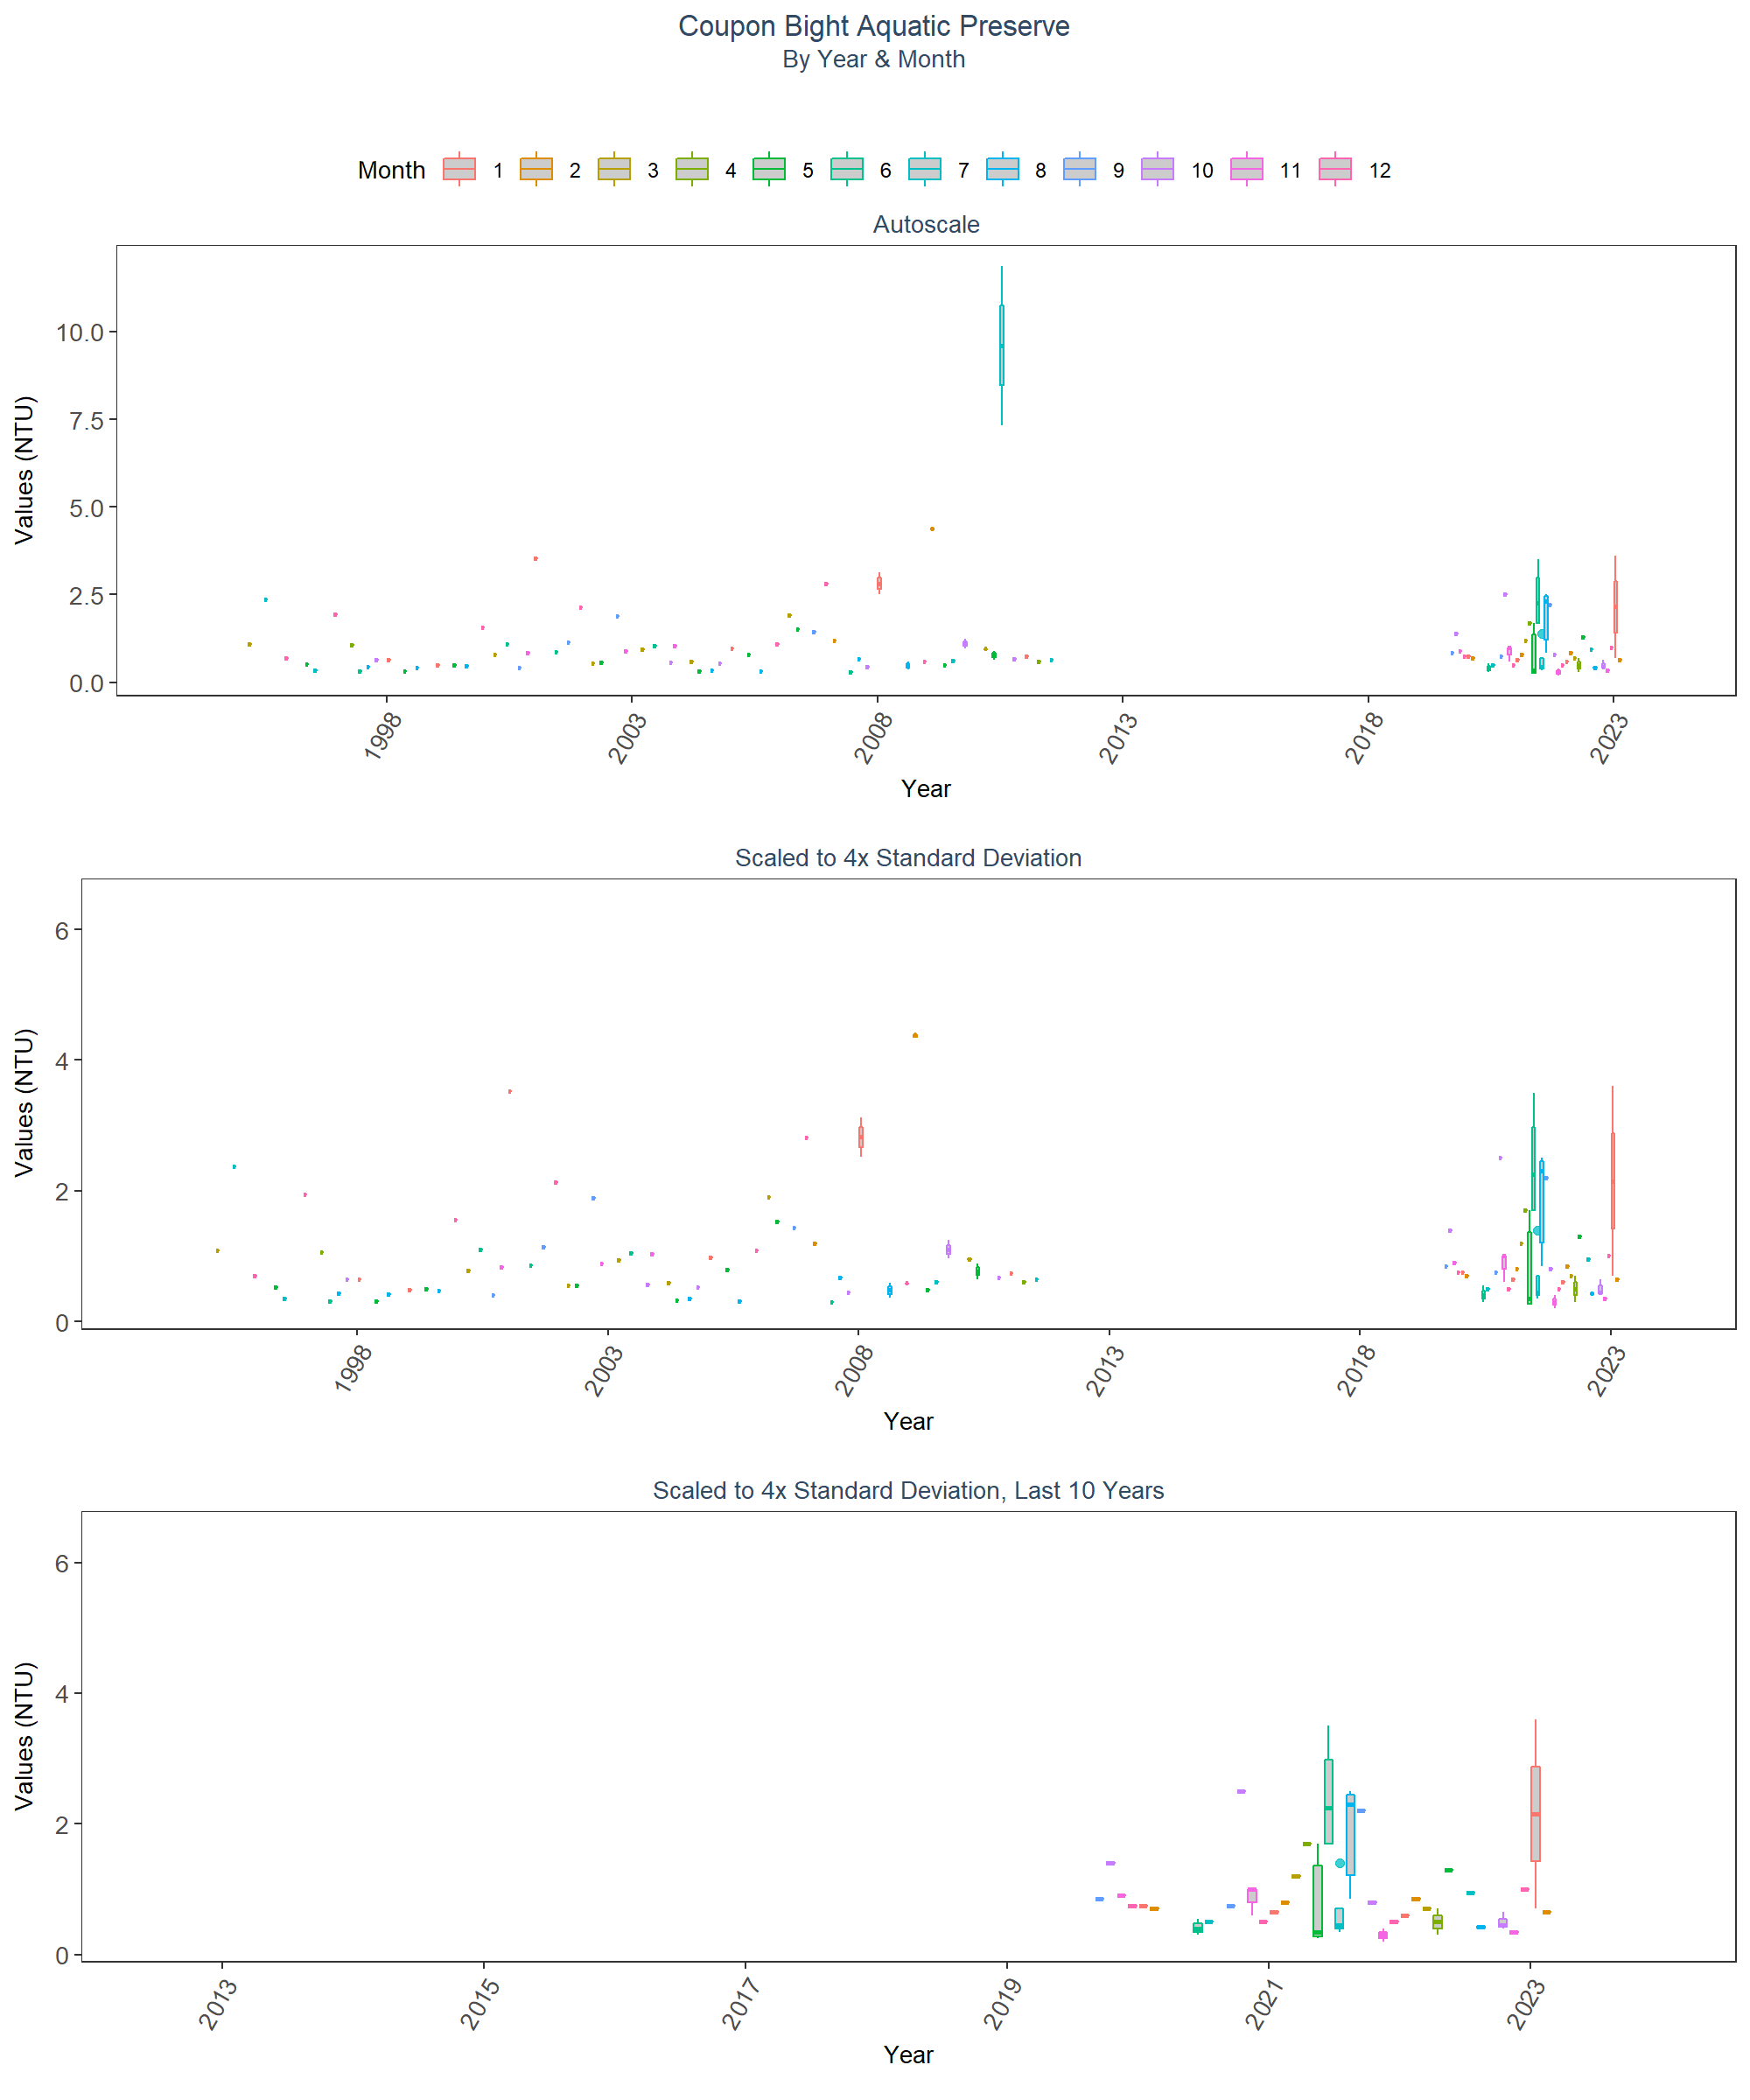 Coupon Bight Aquatic Preserve
By Year & Month
Month 1 2 3 4 5 6 7 8 9 10 11 12
Autoscale
Values (NTU)
10.0
7.5
5.0
2.5
0.0
1998 2003 2008 2013 2018 2023
Year
Scaled to 4x Standard Deviation
Values (NTU)
6
4
2
0
1998 2003 2008 2013 2018 2023
Year
Scaled to 4x Standard Deviation, Last 10 Years
Values (NTU)
6
4
2
0
2013 2015 2017 2019 2021 2023
Year